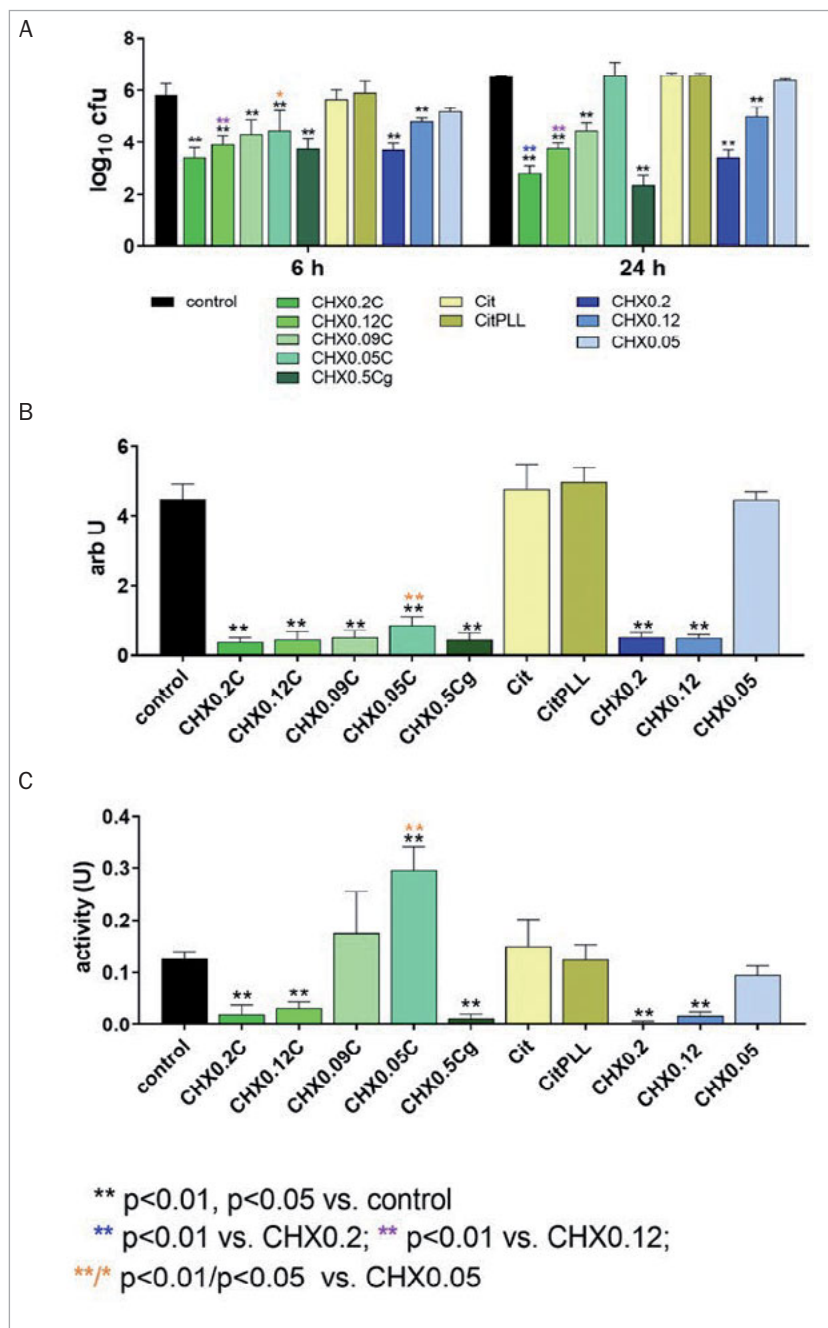 A
log10 cfu
8
6
4
2
0
** ** ** ** ** * ** ** ** ** ** ** ** ** ** ** ** **
6 h 24 h
control
CHX0.2C
CHX0.12C
CHX0.09C
CHX0.05C
CHX0.5Cg
Cit
CitPLL
CHX0.2
CHX0.12
CHX0.05
B
arb U
6
4
2
0
** ** ** ** ** ** ** **
control CHX0.2C CHX0.12C CHX0.09C CHX0.05C CHX0.5Cg Cit CitPLL CHX0.2 CHX0.12 CHX0.05
C
activity (U)
0.4
0.3
0.2
0.1
0.0
** ** ** ** ** ** **
control CHX0.2C CHX0.12C CHX0.09C CHX0.05C CHX0.5Cg Cit CitPLL CHX0.2 CHX0.12 CHX0.05
** p<0.01, p<0.05 vs. control
** p<0.01 vs. CHX0.2; ** p<0.01 vs. CHX0.12;
**/* p<0.01/p<0.05 vs. CHX0.05